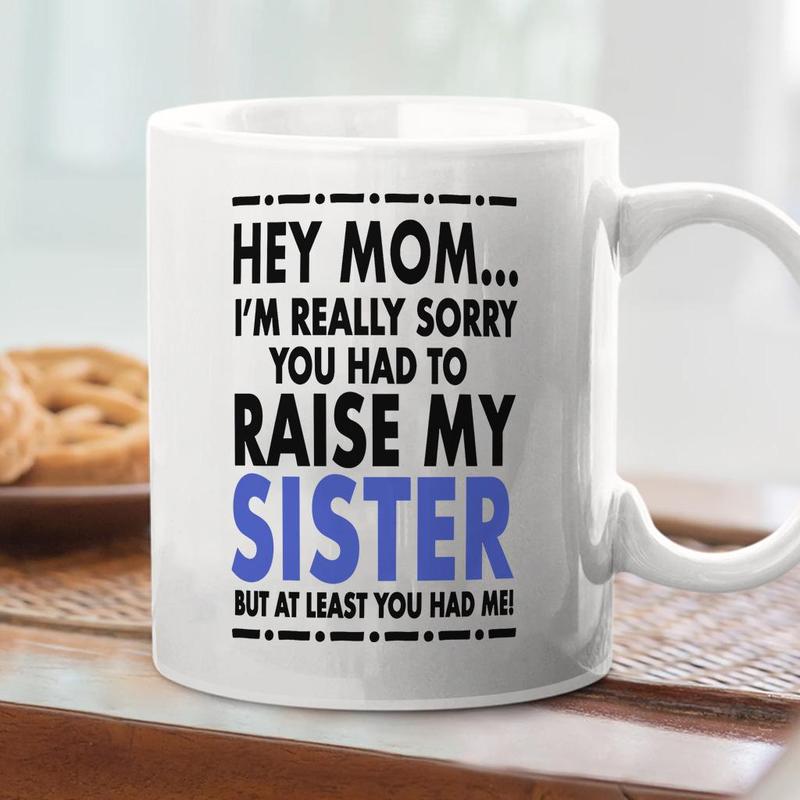 HEY MOM...
I'M REALLY SORRY
YOU HAD TO
RAISE MY
SISTER
BUT AT LEAST YOU HAD ME!